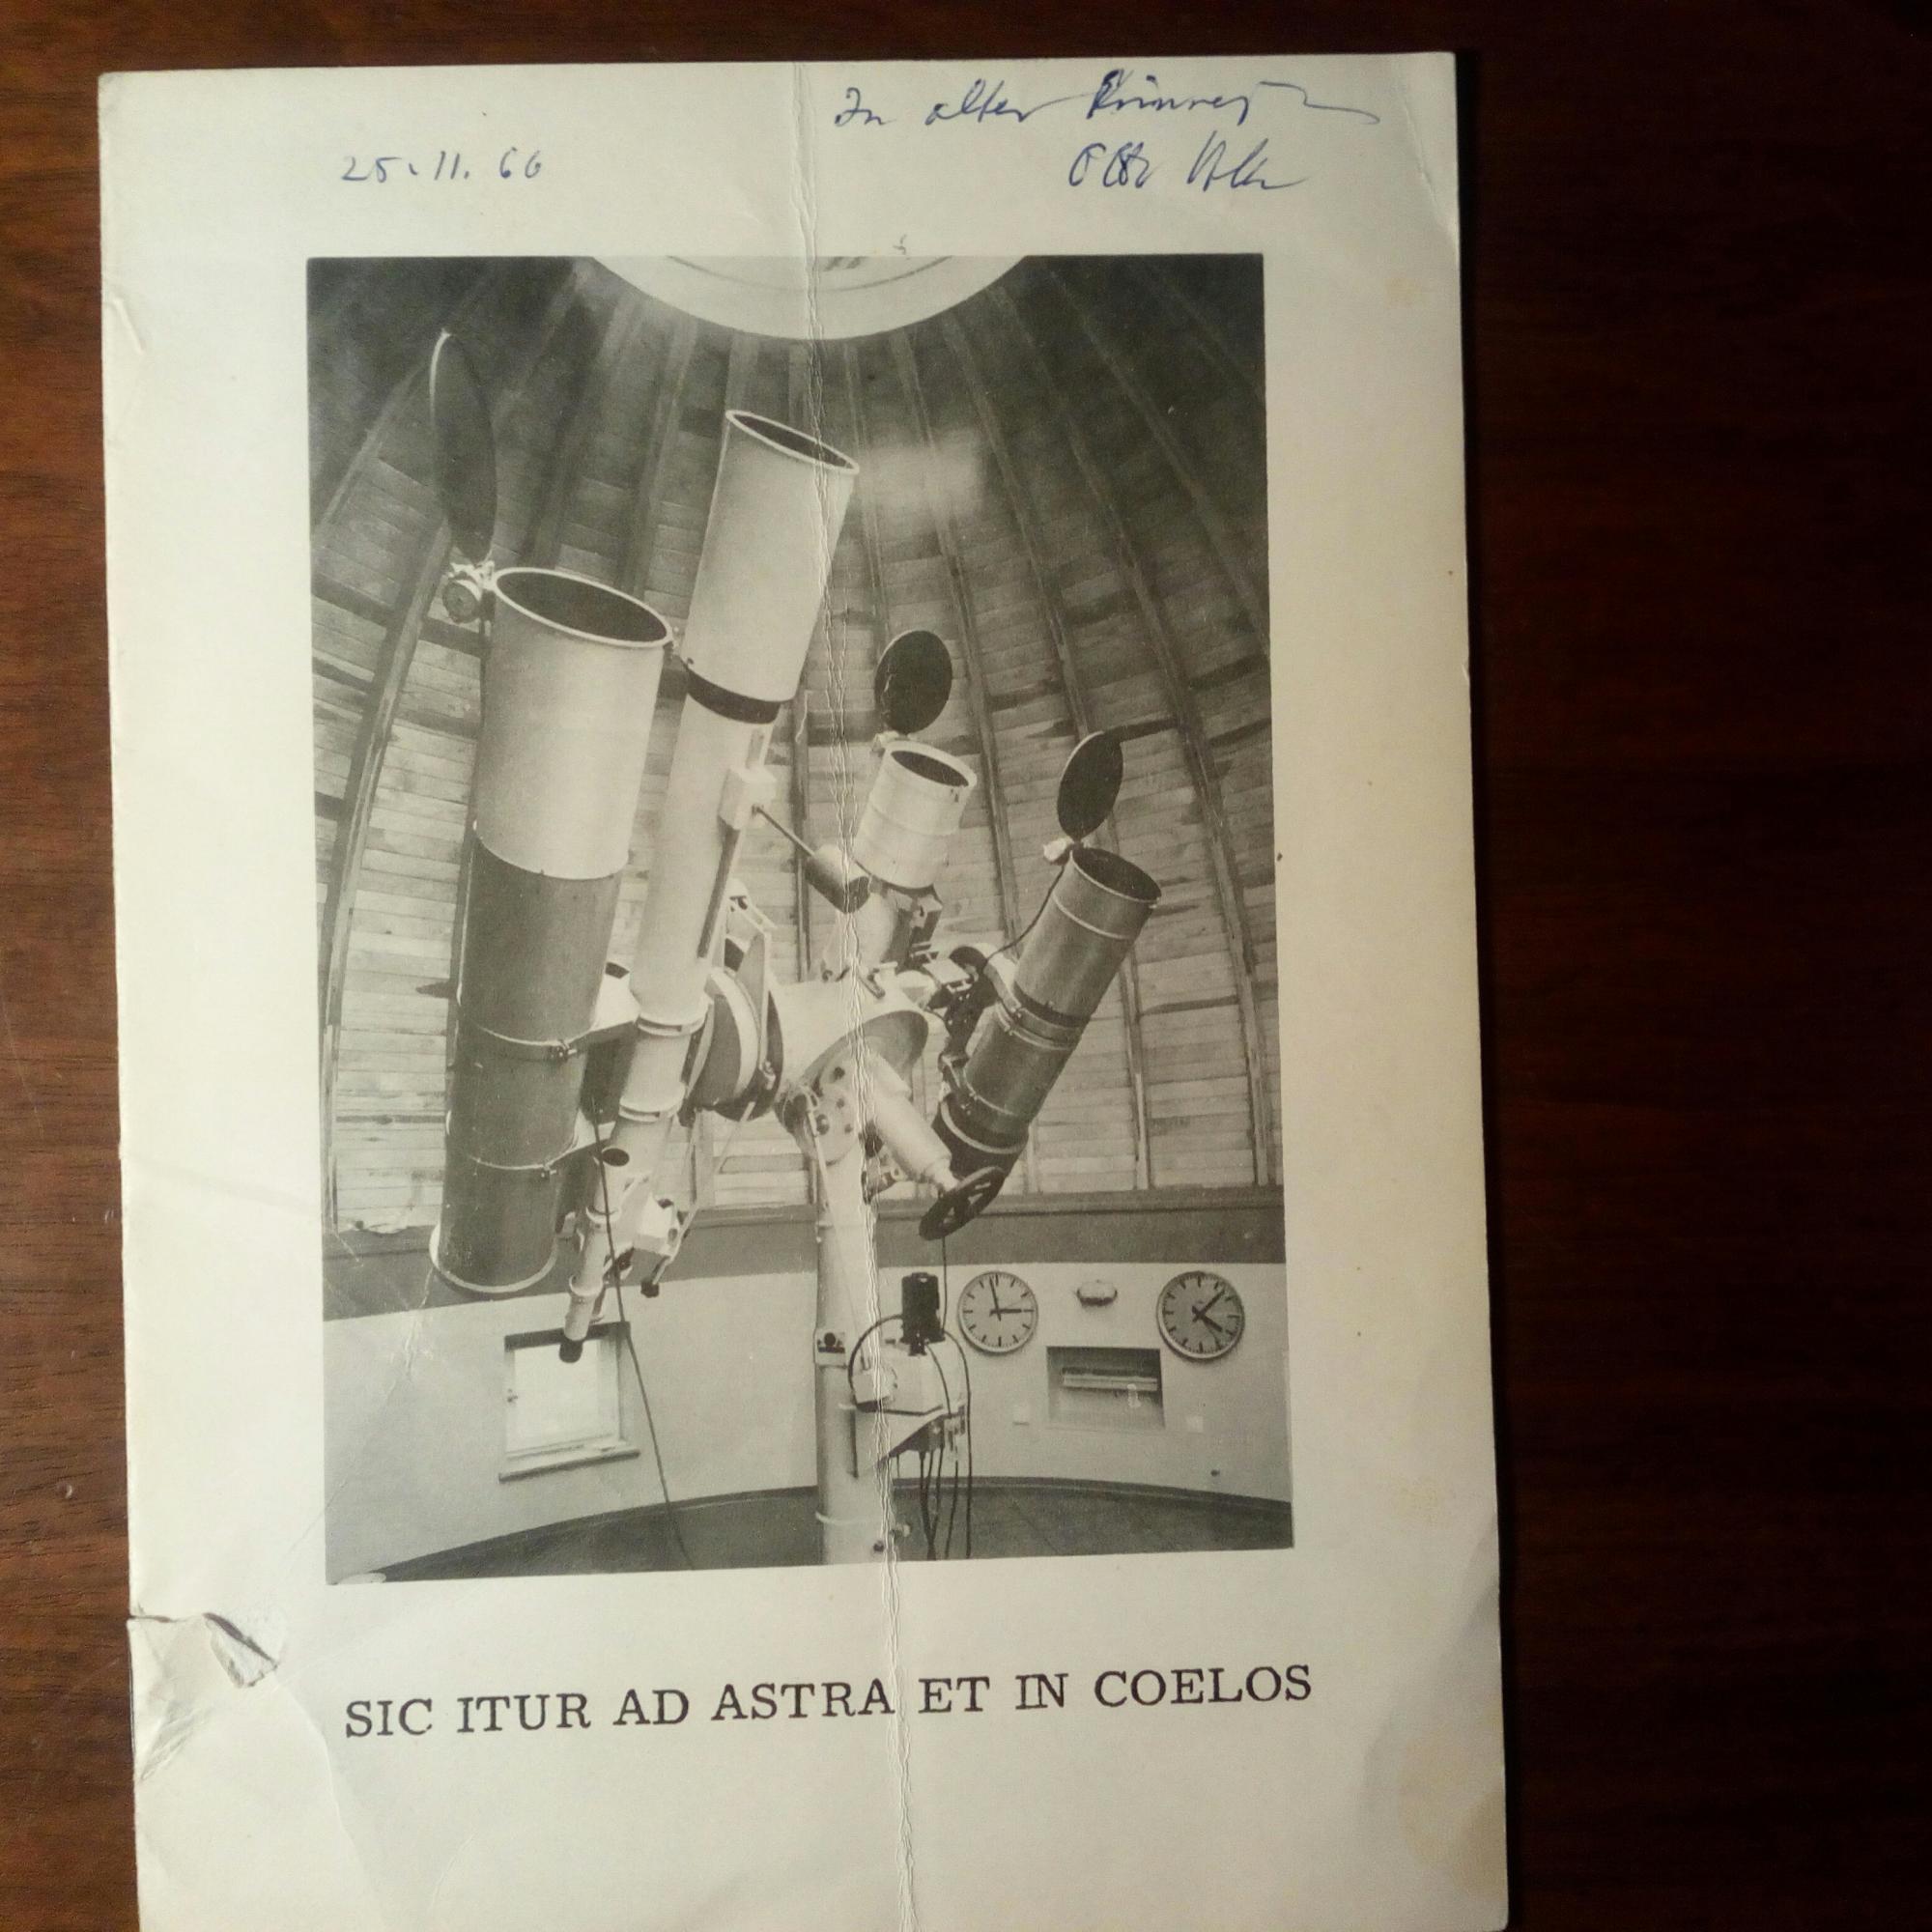 In alter Erinnerung
25.11.66
Otto
SIC ITUR AD ASTRA ET IN COELOS